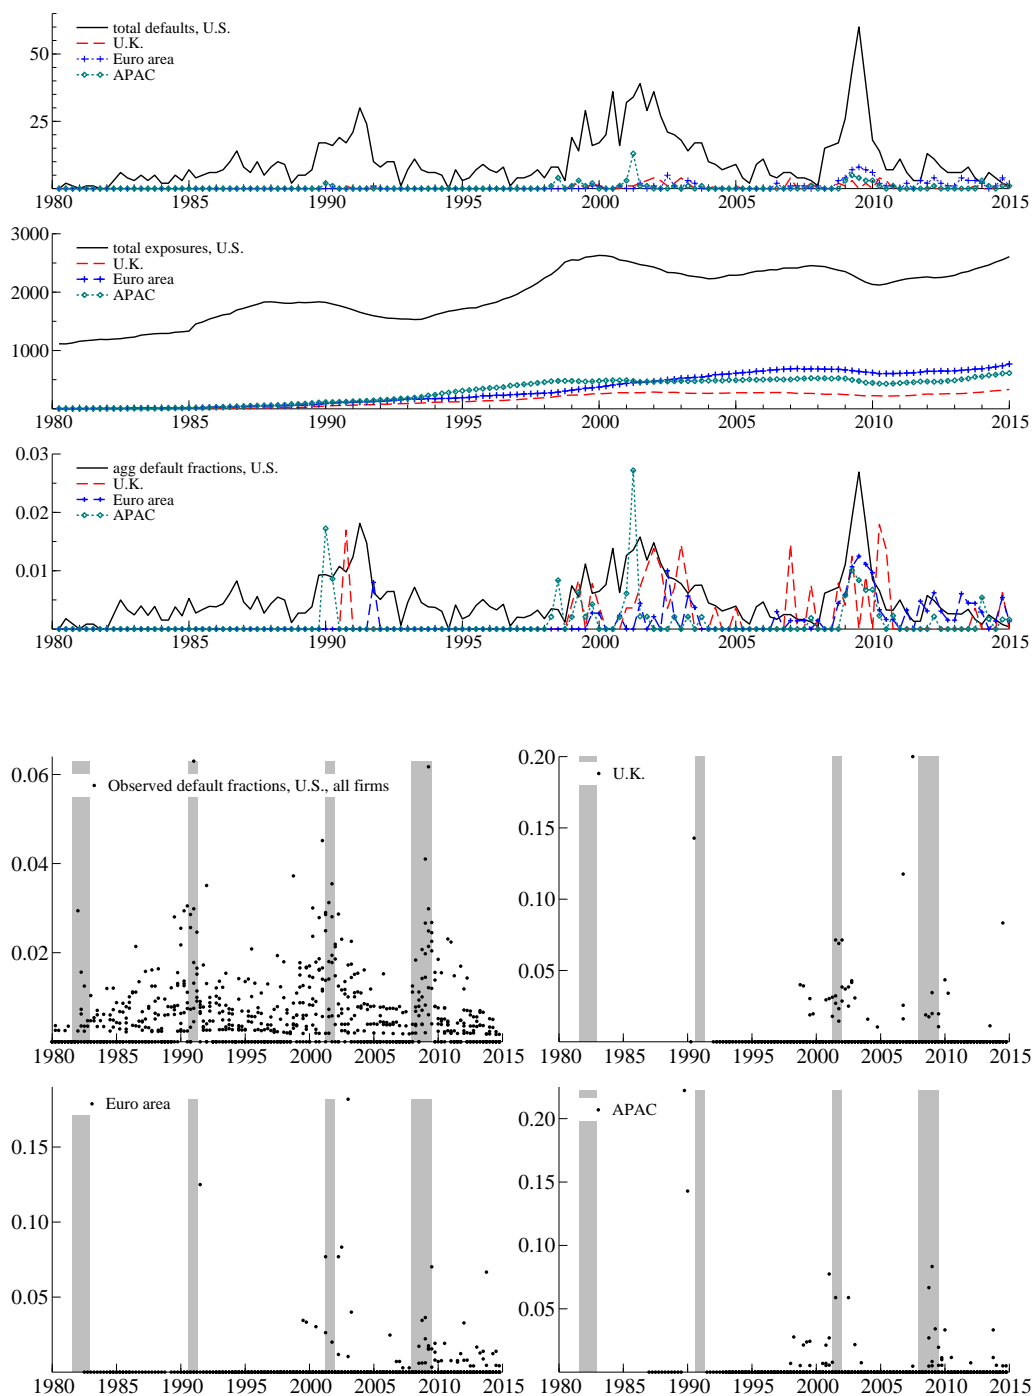 total defaults, U.S.
U.K.
Euro area
APAC
50
25
1980 1985 1990 1995 2000 2005 2010 2015
3000
total exposures, U.S.
U.K.
Euro area
APAC
2000
1000
1980 1985 1990 1995 2000 2005 2010 2015
0.03
agg default fractions, U.S.
U.K.
Euro area
APAC
0.02
0.01
1980 1985 1990 1995 2000 2005 2010 2015
Observed default fractions, U.S., all firms
0.06
0.04
0.02
1980 1985 1990 1995 2000 2005 2010 2015
0.20
U.K.
0.15
0.10
0.05
1980 1985 1990 1995 2000 2005 2010 2015
Euro area
0.15
0.10
0.05
1980 1985 1990 1995 2000 2005 2010 2015
APAC
0.20
0.15
0.10
0.05
1980 1985 1990 1995 2000 2005 2010 2015